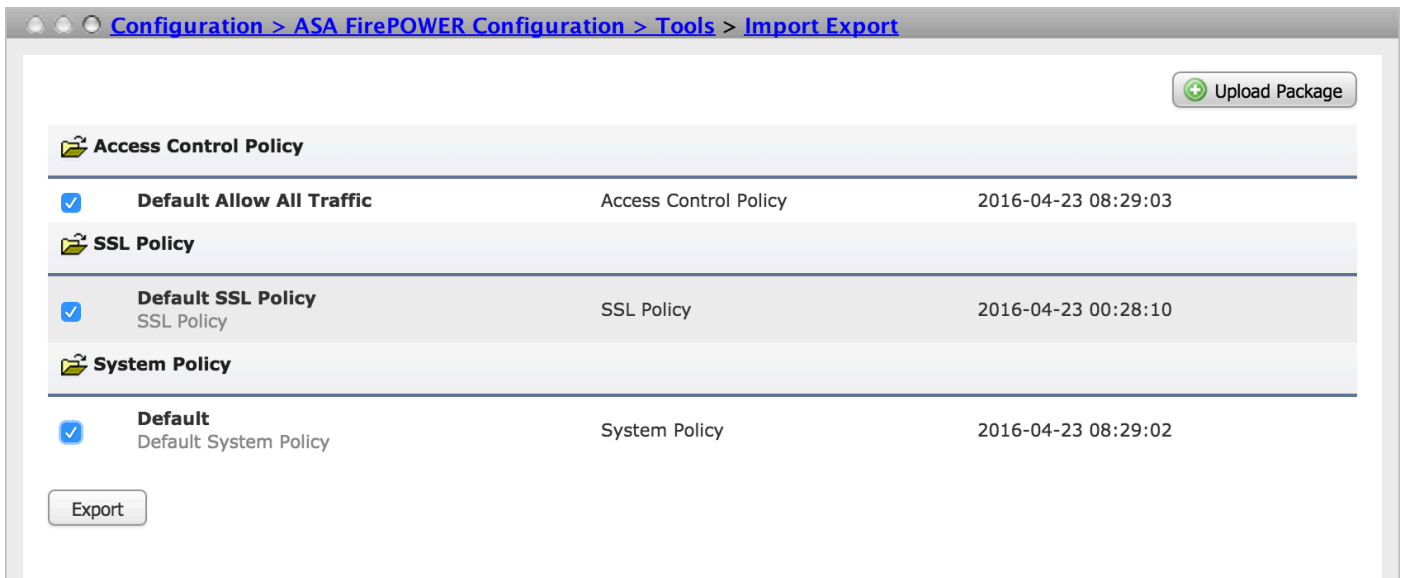 Configuration > ASA FirePOWER Configuration > Tools > Import Export
Upload Package
Access Control Policy
Default Allow All Traffic Access Control Policy 2016-04-23 08:29:03
SSL Policy
Default SSL Policy
SSL Policy SSL Policy 2016-04-23 00:28:10
System Policy
Default
Default System Policy System Policy 2016-04-23 08:29:02
Export